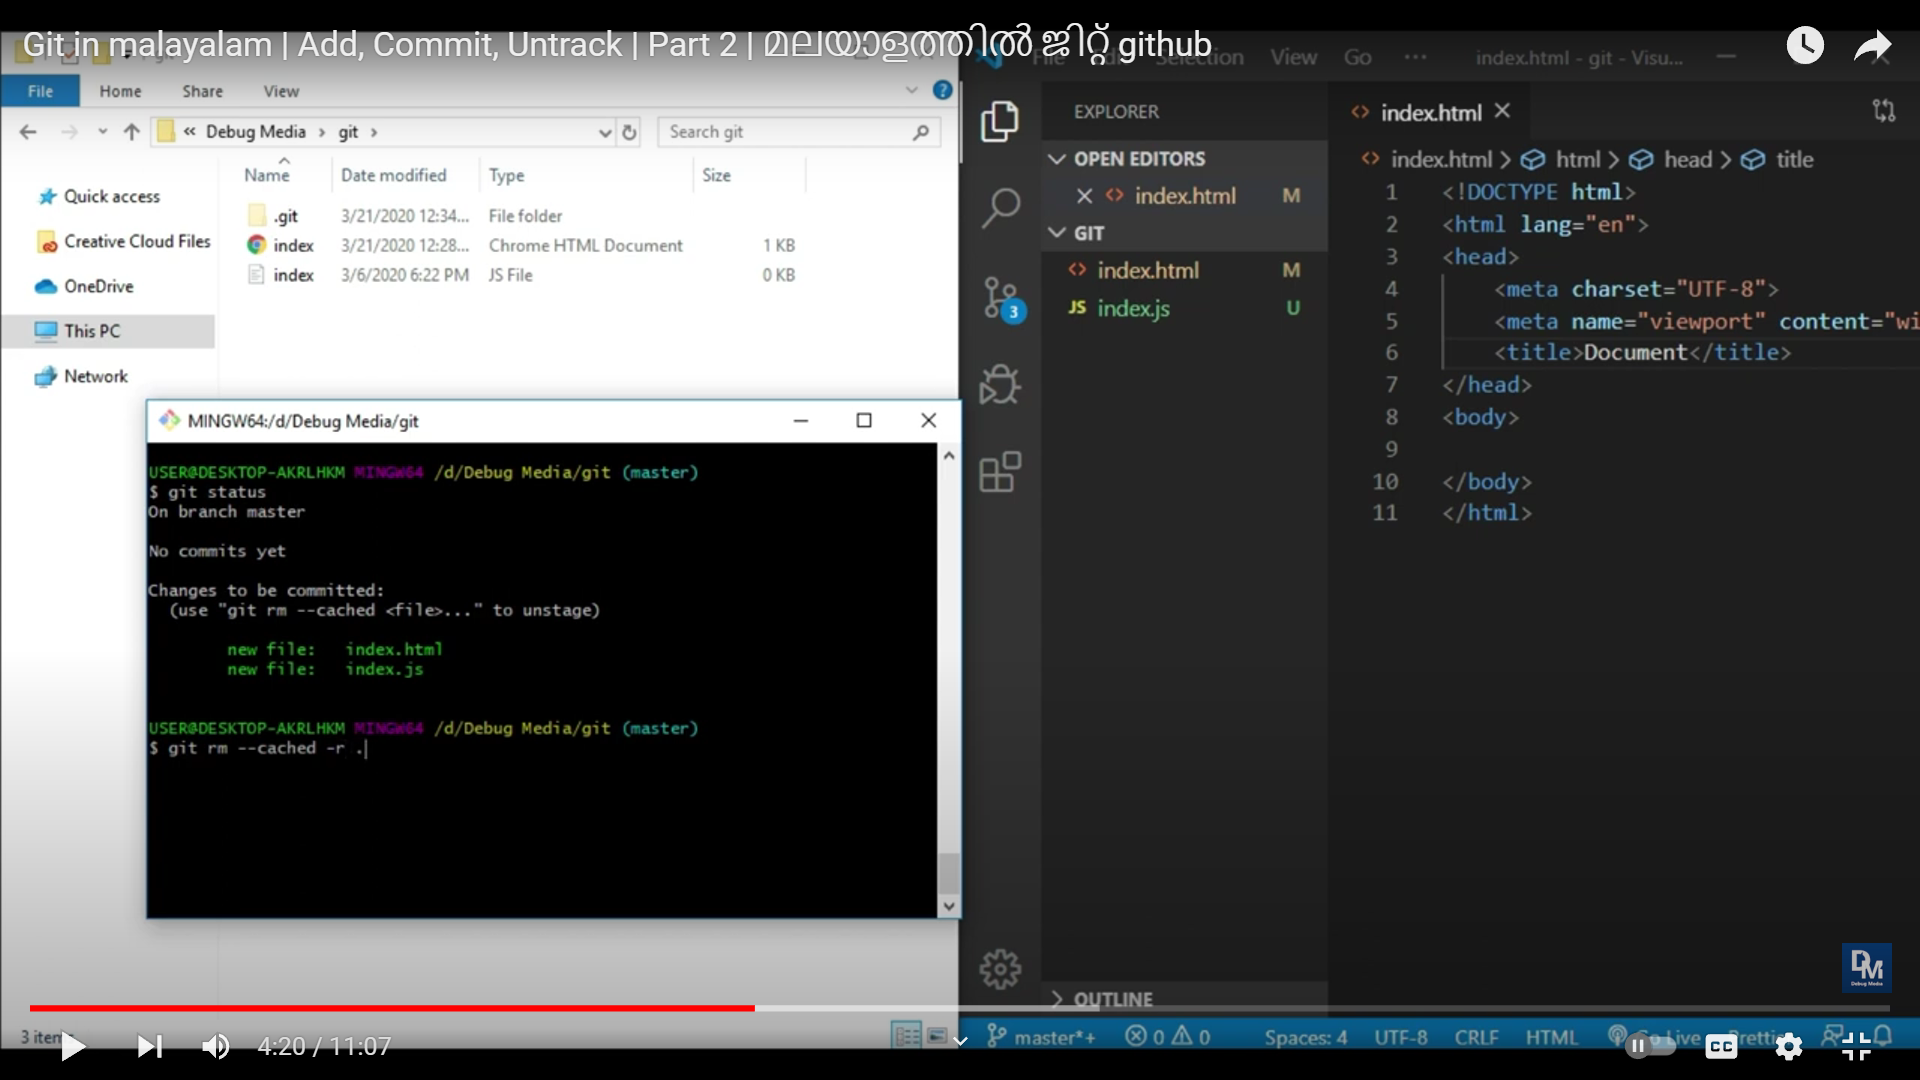 Git in malayalam | Add, Commit, Untrack | Part 2 | മലയാളത്തിൽ ജിറ്റ് github
File Home Share View
Debug Media › git ›
Search git
Name Date modified Type Size
Quick access
Creative Cloud Files
OneDrive
This PC
Network
.git 3/21/2020 12:34... File folder
index 3/21/2020 12:28... Chrome HTML Document 1 KB
index 3/6/2020 6:22 PM JS File 0 KB
MINGW64:/d/Debug Media/git
USER@DESKTOP-AKRLHKM MINGW64 /d/Debug Media/git (master)
$ git status
On branch master
No commits yet
Changes to be committed:
(use "git rm --cached <file>..." to unstage)
new file: index.html
new file: index.js
USER@DESKTOP-AKRLHKM MINGW64 /d/Debug Media/git (master)
$ git rm --cached -r .
File Selection View Go ··· index.html - git - Visu...
EXPLORER
OPEN EDITORS
index.html M
GIT
index.html M
JS index.js U
3
OUTLINE
index.html
index.html > html > head > title
1 <!DOCTYPE html>
2 <html lang="en">
3 <head>
4 <meta charset="UTF-8">
5 <meta name="viewport" content="wi
6 <title>Document</title>
7 </head>
8 <body>
9
10 </body>
11 </html>
DM
Debug Media
3 item
4:20 / 11:07
master*+ 0 0 Spaces: 4 UTF-8 CRLF HTML Go Live
CC